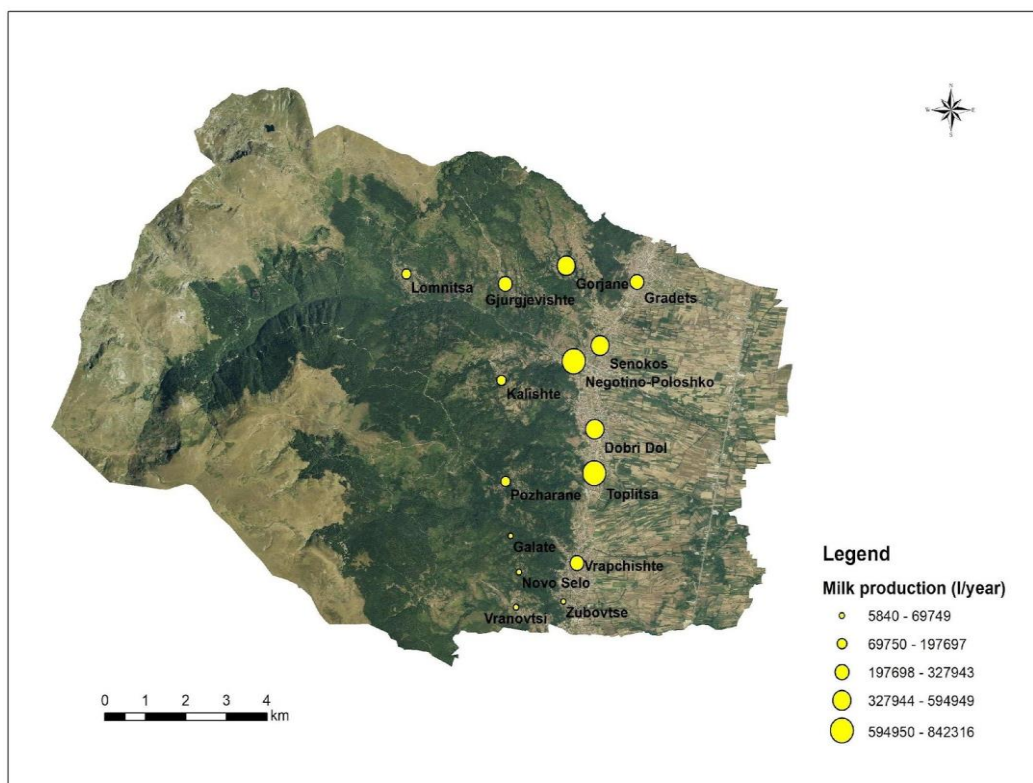 N
W
E
S
Gorjane
Lomnitsa
Gjurgjevishte
Gradets
Senokos
Negotino-Poloshko
Kalishte
Dobri Dol
Pozharane
Toplitsa
Galate
Vrapchishte
Novo Selo
Zubovtse
Vranovtsi
Legend
Milk production (l/year)
5840 - 69749
69750 - 197697
197698 - 327943
327944 - 594949
594950 - 842316
0 1 2 3 4
km